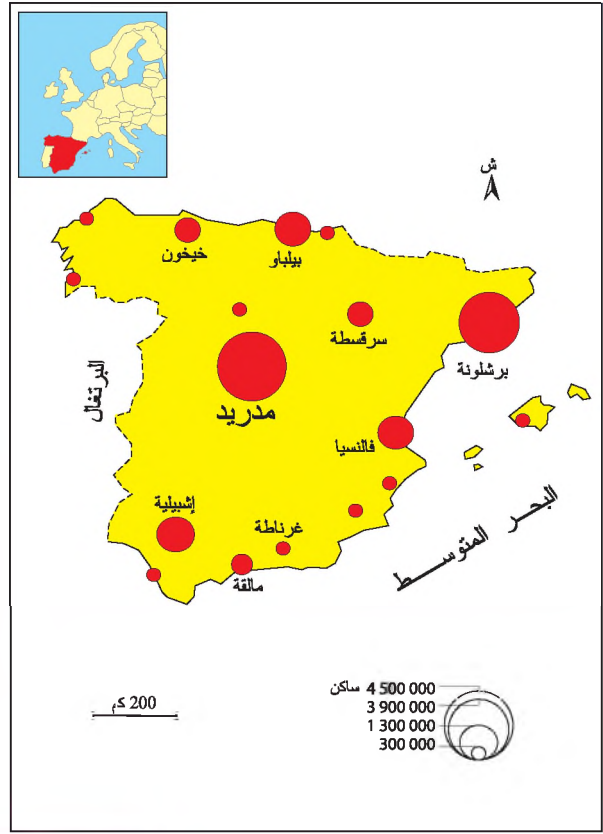 ش
خيخون
بيلباو
سرقسطة
برشلونة
البرتغال
مدريد
فالنسيا
إشبيلية
غرناطة
مالقة
البحر المتوسط
200 كم
4 500 000 ساكن
3 900 000
1 300 000
300 000